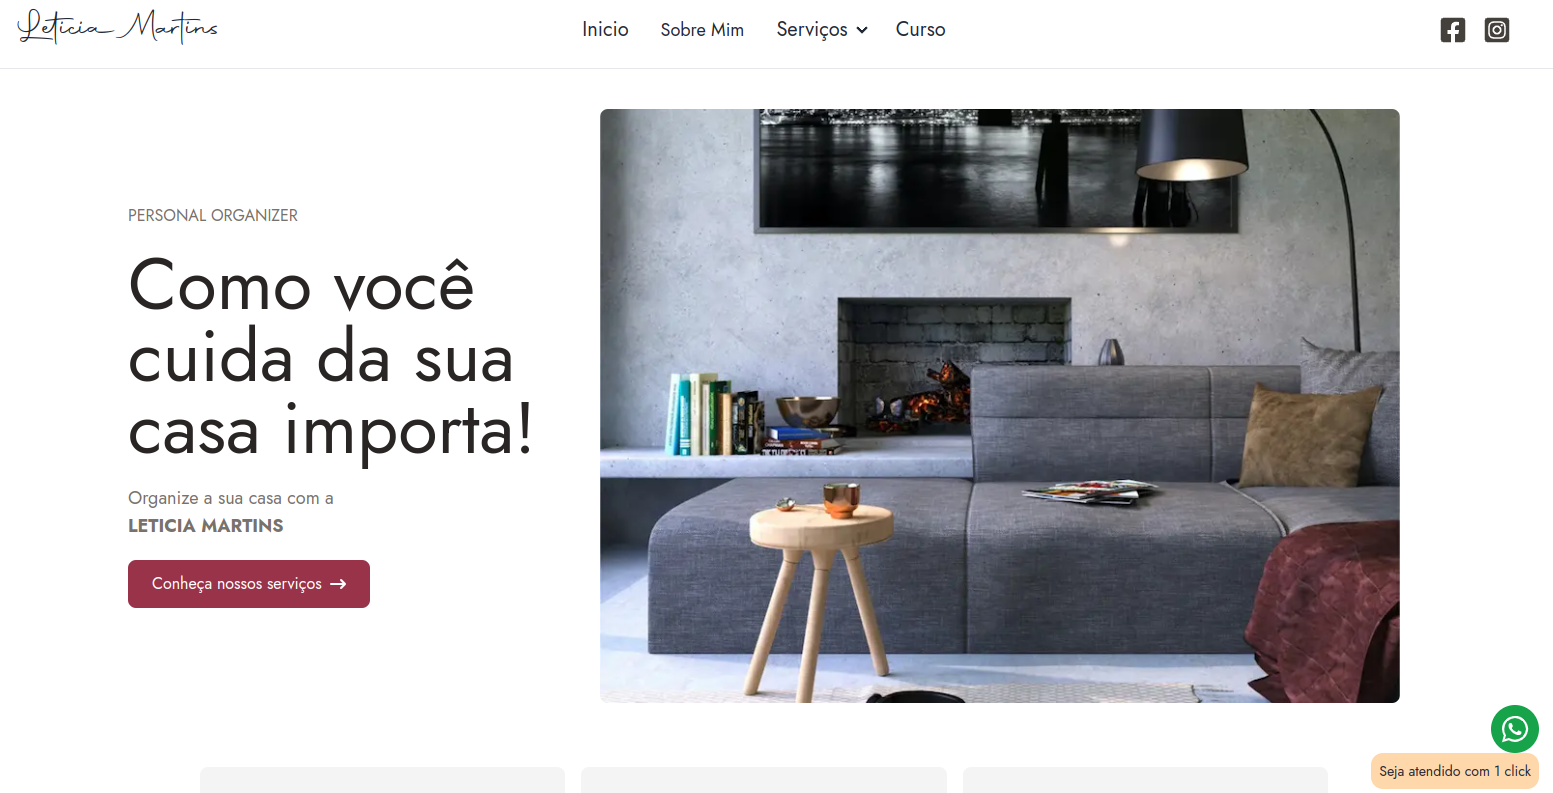 Leticia Martins
Inicio
Sobre Mim
Serviços
Curso
PERSONAL ORGANIZER
Como você
cuida da sua
casa importa!
Organize a sua casa com a
LETICIA MARTINS
Conheça nossos serviços
Seja atendido com 1 click